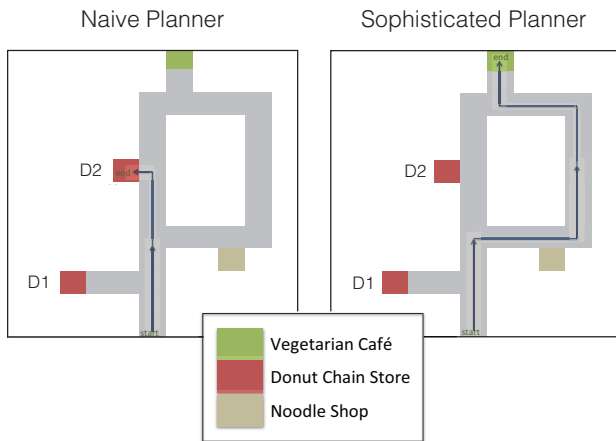 Naive Planner
Sophisticated Planner
end
D2
end
D2
D1
D1
start
start
Vegetarian Café
Donut Chain Store
Noodle Shop